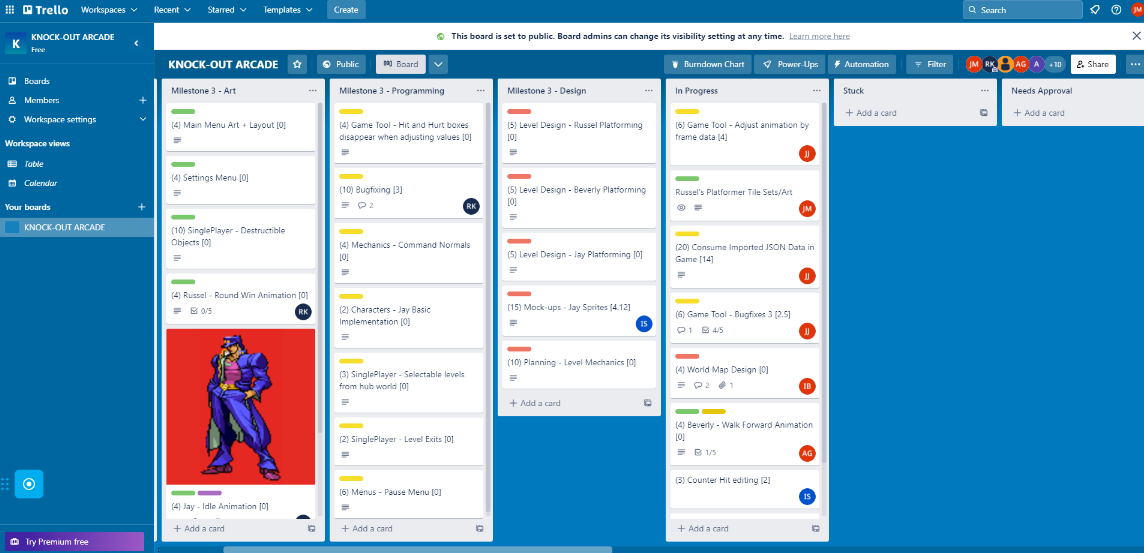 Trello
Workspaces
Recent
Starred
Templates
Create
Search
JM
K
KNOCK-OUT ARCADE
Free
Boards
Members
Workspace settings
Workspace views
Table
Calendar
Your boards
KNOCK-OUT ARCADE
Try Premium free
This board is set to public. Board admins can change its visibility setting at any time. Learn more here
KNOCK-OUT ARCADE
Public
Board
Burndown Chart
Power-Ups
Automation
Filter
JM
RK
AG
A
+10
Share
Milestone 3 - Art
(4) Main Menu Art + Layout [0]
(4) Settings Menu [0]
(10) SinglePlayer - Destructible
Objects [0]
(4) Russel - Round Win Animation [0]
0/5
RK
(4) Jay - Idle Animation [0]
+ Add a card
Milestone 3 - Programming
(4) Game Tool - Hit and Hurt boxes
disappear when adjusting values [0]
(10) Bugfixing [3]
2
RK
(4) Mechanics - Command Normals
[0]
(2) Characters - Jay Basic
Implementation [0]
(3) SinglePlayer - Selectable levels
from hub world [0]
(2) SinglePlayer - Level Exits [0]
(6) Menus - Pause Menu [0]
+ Add a card
Milestone 3 - Design
(5) Level Design - Russel Platforming
[0]
(5) Level Design - Beverly Platforming
[0]
(5) Level Design - Jay Platforming [0]
(15) Mock-ups - Jay Sprites [4.12]
IS
(10) Planning - Level Mechanics [0]
+ Add a card
In Progress
(6) Game Tool - Adjust animation by
frame data [4]
JJ
Russel's Platformer Tile Sets/Art
JM
(20) Consume Imported JSON Data in
Game [14]
JJ
(6) Game Tool - Bugfixes 3 [2.5]
1
4/5
JJ
(4) World Map Design [0]
2
1
IB
(4) Beverly - Walk Forward Animation
[0]
1/5
AG
(3) Counter Hit editing [2]
IS
+ Add a card
Stuck
+ Add a card
Needs Approval
+ Add a card